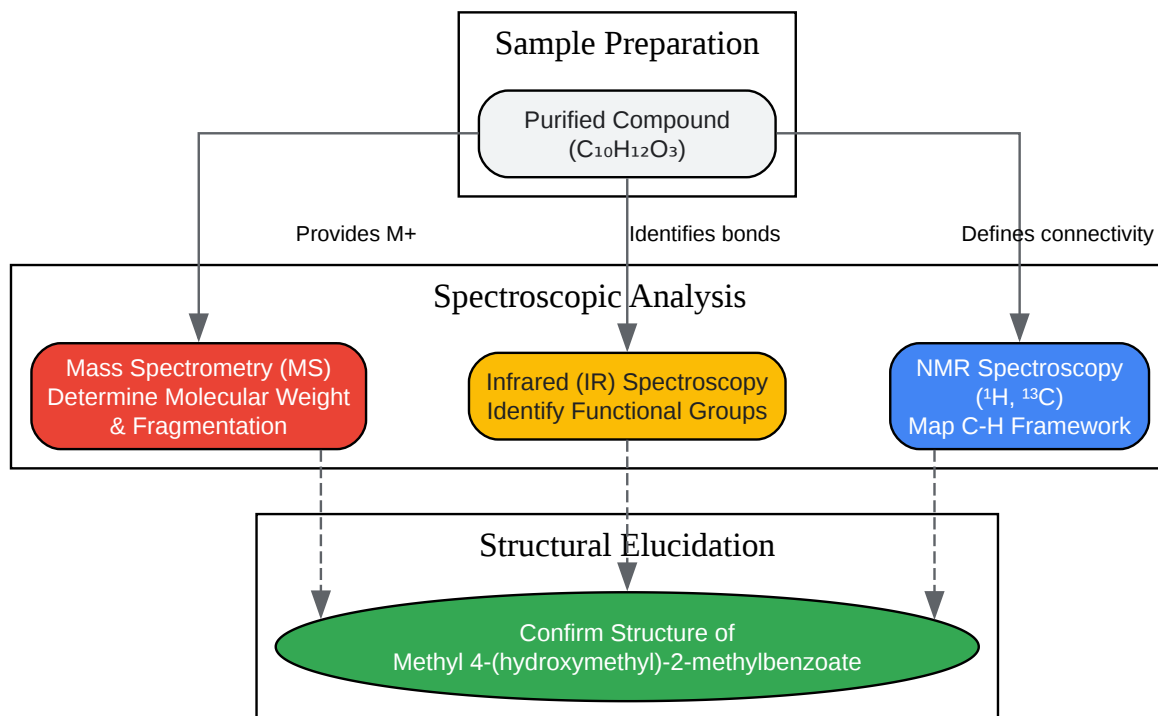 Sample Preparation
Purified Compound
(C₁₀H₁₂O₃)
Provides M+
Identifies bonds
Defines connectivity
Spectroscopic Analysis
Mass Spectrometry (MS)
Determine Molecular Weight
& Fragmentation
Infrared (IR) Spectroscopy
Identify Functional Groups
NMR Spectroscopy
(¹H, ¹³C)
Map C-H Framework
Structural Elucidation
Confirm Structure of
Methyl 4-(hydroxymethyl)-2-methylbenzoate